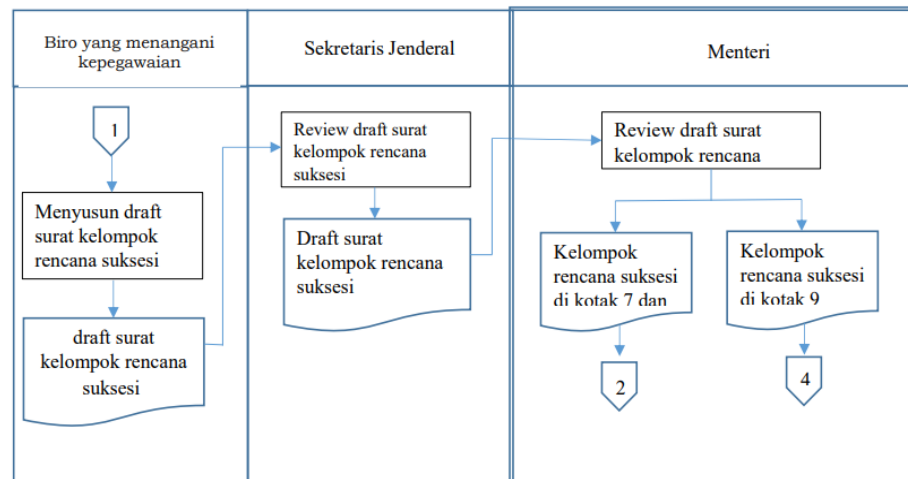 Biro yang menangani
kepegawaian
Sekretaris Jenderal
Menteri
1
Menyusun draft
surat kelompok
rencana suksesi
draft surat
kelompok rencana
suksesi
Review draft surat
kelompok rencana
suksesi
Draft surat
kelompok rencana
suksesi
Review draft surat
kelompok rencana
Kelompok
rencana suksesi
di kotak 7 dan
2
Kelompok
rencana suksesi
di kotak 9
4